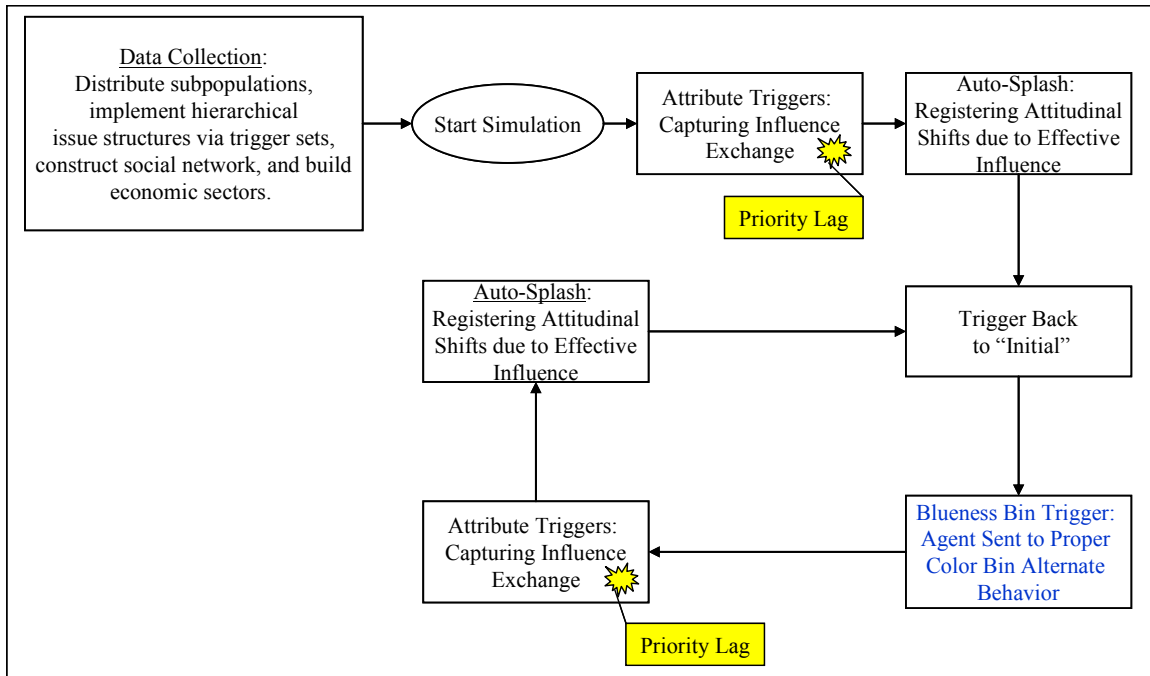 Data Collection:
Distribute subpopulations,
implement hierarchical
issue structures via trigger sets,
construct social network, and build
economic sectors.
Start Simulation
Attribute Triggers:
Capturing Influence
Exchange
Priority Lag
Auto-Splash:
Registering Attitudinal
Shifts due to Effective
Influence
Auto-Splash:
Registering Attitudinal
Shifts due to Effective
Influence
Trigger Back
to “Initial”
Attribute Triggers:
Capturing Influence
Exchange
Priority Lag
Blueness Bin Trigger:
Agent Sent to Proper
Color Bin Alternate
Behavior